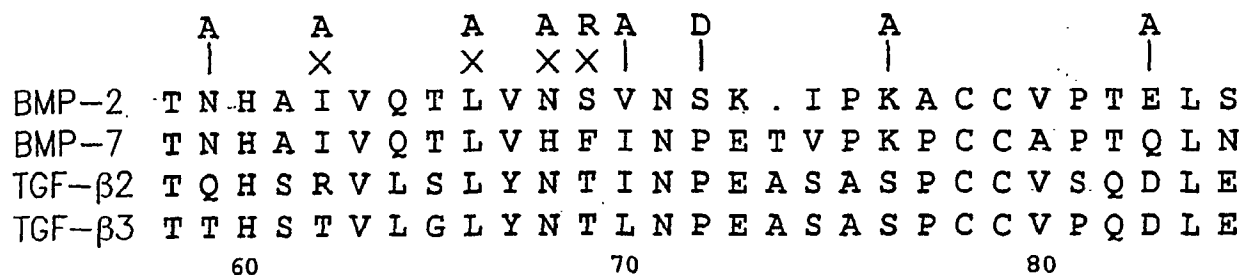 A A A A R A D A A
| X X X X | | | |
BMP-2 T N H A I V Q T L V N S V N S K . I P K A C C V P T E L S
BMP-7 T N H A I V Q T L V H F I N P E T V P K P C C A P T Q L N
TGF-β2 T Q H S R V L S L Y N T I N P E A S A S P C C V S Q D L E
TGF-β3 T T H S T V L G L Y N T L N P E A S A S P C C V P Q D L E
60 70 80